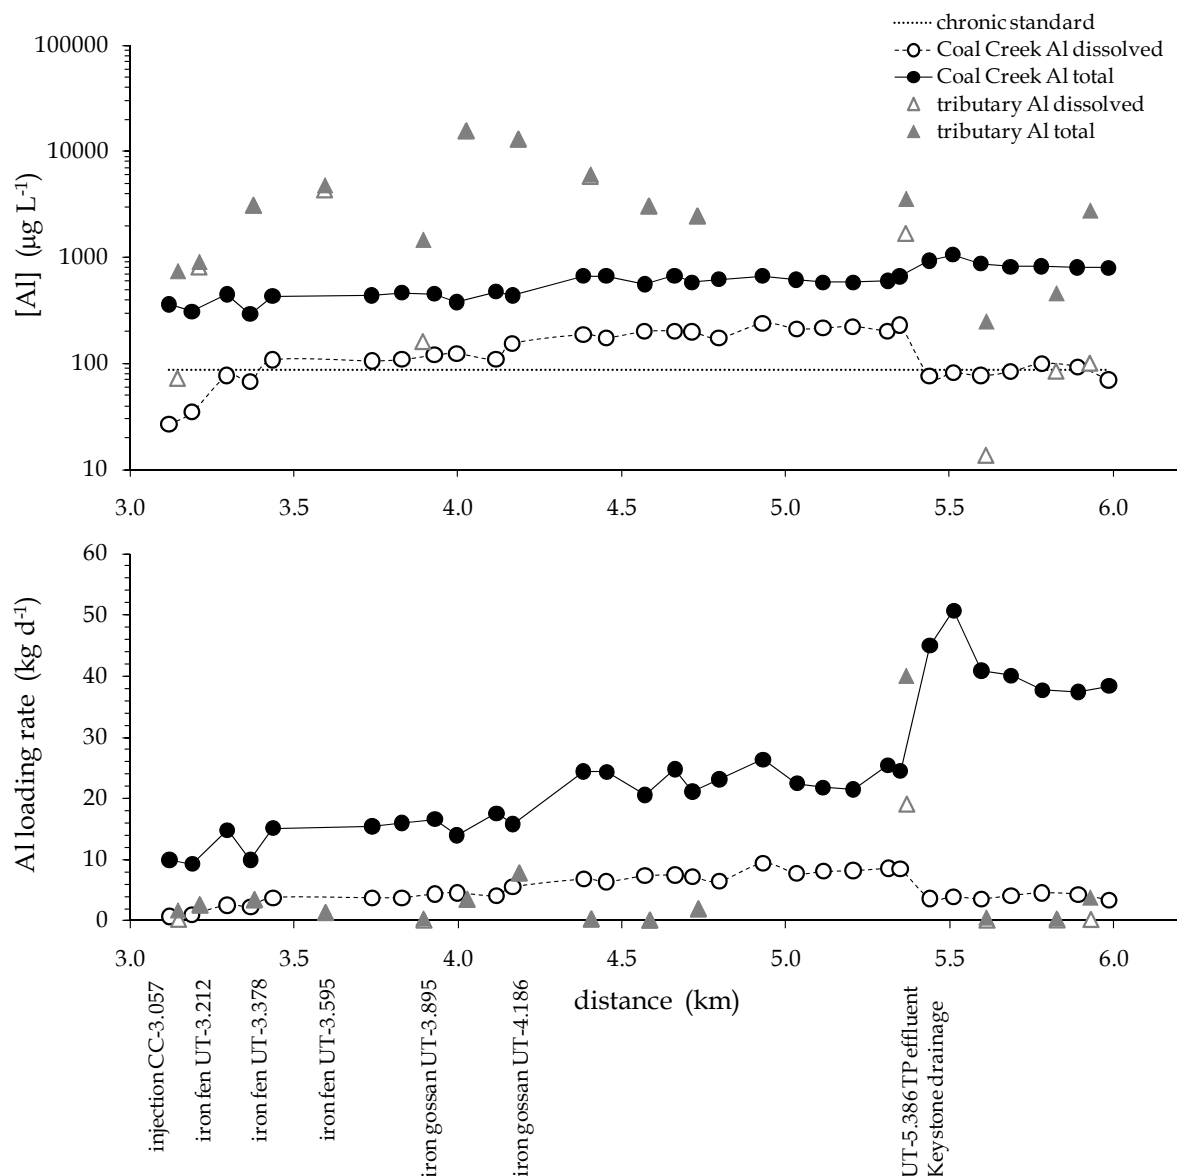 chronic standard
Coal Creek Al dissolved
Coal Creek Al total
tributary Al dissolved
tributary Al total
100000
10000
1000
100
10
[Al] (µg L-1)
3.0 3.5 4.0 4.5 5.0 5.5 6.0
60
50
40
30
20
10
0
Al loading rate (kg d-1)
3.0 3.5 4.0 4.5 5.0 5.5 6.0
distance (km)
injection CC-3.057
iron fen UT-3.212
iron fen UT-3.378
iron fen UT-3.595
iron gossan UT-3.895
iron gossan UT-4.186
UT-5.386 TP effluent
Keystone drainage